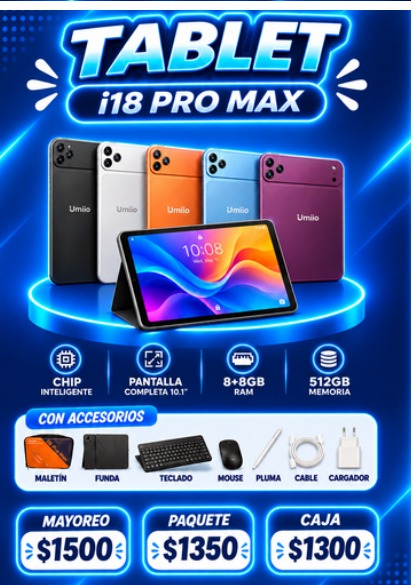 TABLET
i18 PRO MAX
Umiio
Umiio
Umiio
Umiio
Umiio
10:08
CHIP
INTELIGENTE
PANTALLA
COMPLETA 10.1"
8+8GB
RAM
512GB
MEMORIA
CON ACCESORIOS
MALETÍN
FUNDA
TECLADO
MOUSE
PLUMA
CABLE
CARGADOR
MAYOREO
$1500
PAQUETE
$1350
CAJA
$1300